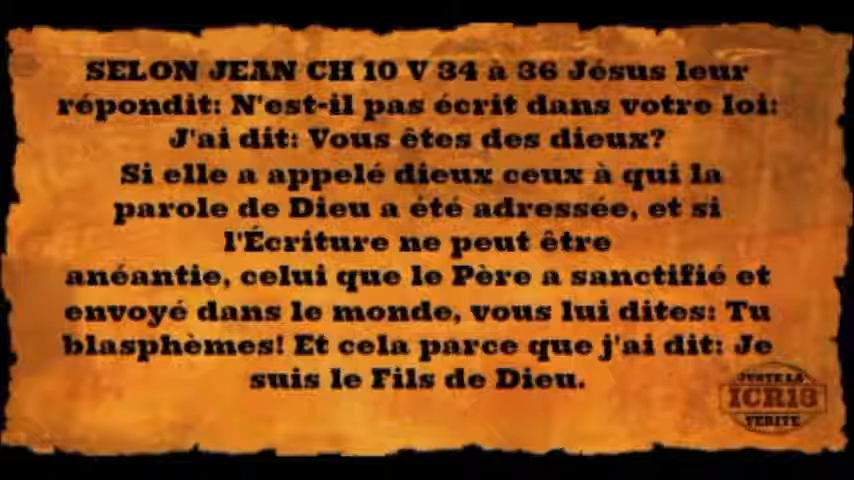 SELON JEAN CH 10 V 34 à 36 Jésus leur
répondit: N'est-il pas écrit dans votre loi:
J'ai dit: Vous êtes des dieux?
Si elle a appelé dieux ceux à qui la
parole de Dieu a été adressée, et si
l'Écriture ne peut être
anéantie, celui que le Père a sanctifié et
envoyé dans le monde, vous lui dites: Tu
blasphèmes! Et cela parce que j'ai dit: Je
suis le Fils de Dieu.
JUSTE LA
1CR13
VERITE